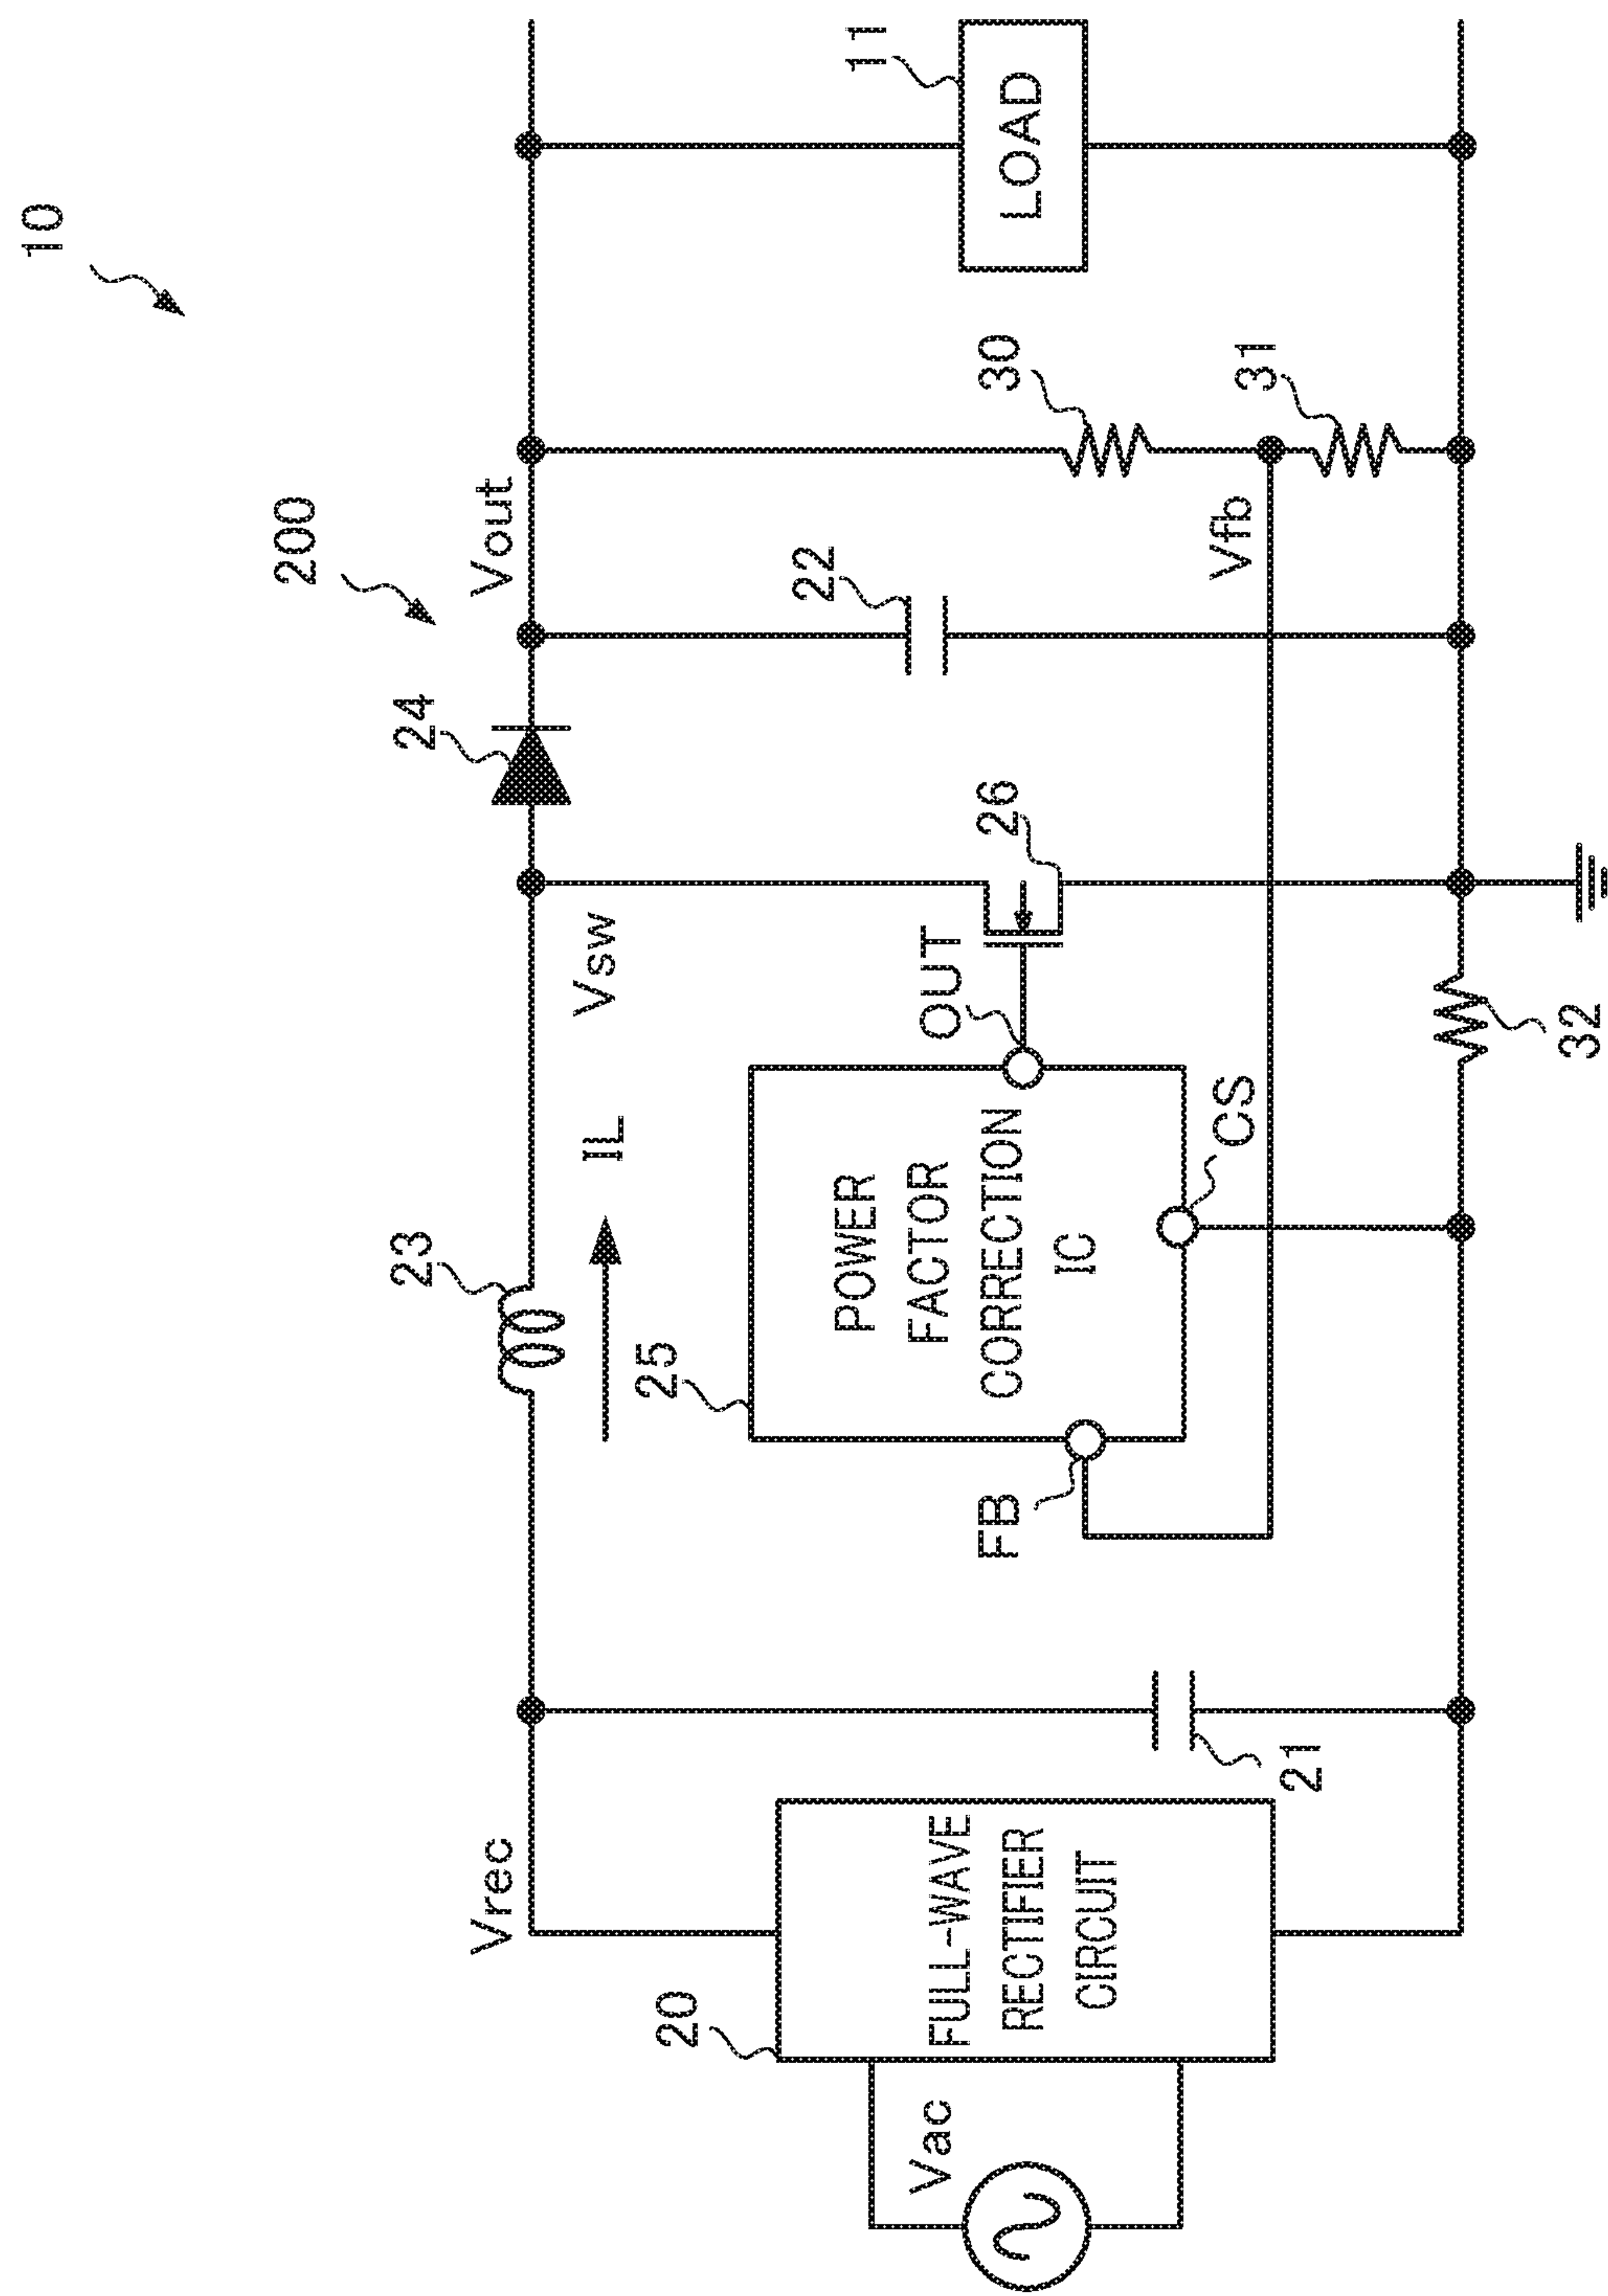 10
200
20
Vac
FULL-WAVE
RECTIFIER
CIRCUIT
Vrec
21
23
IL
25
POWER
FACTOR
CORRECTION
IC
FB
OUT
CS
Vsw
26
32
24
Vout
22
Vfb
30
31
11
LOAD